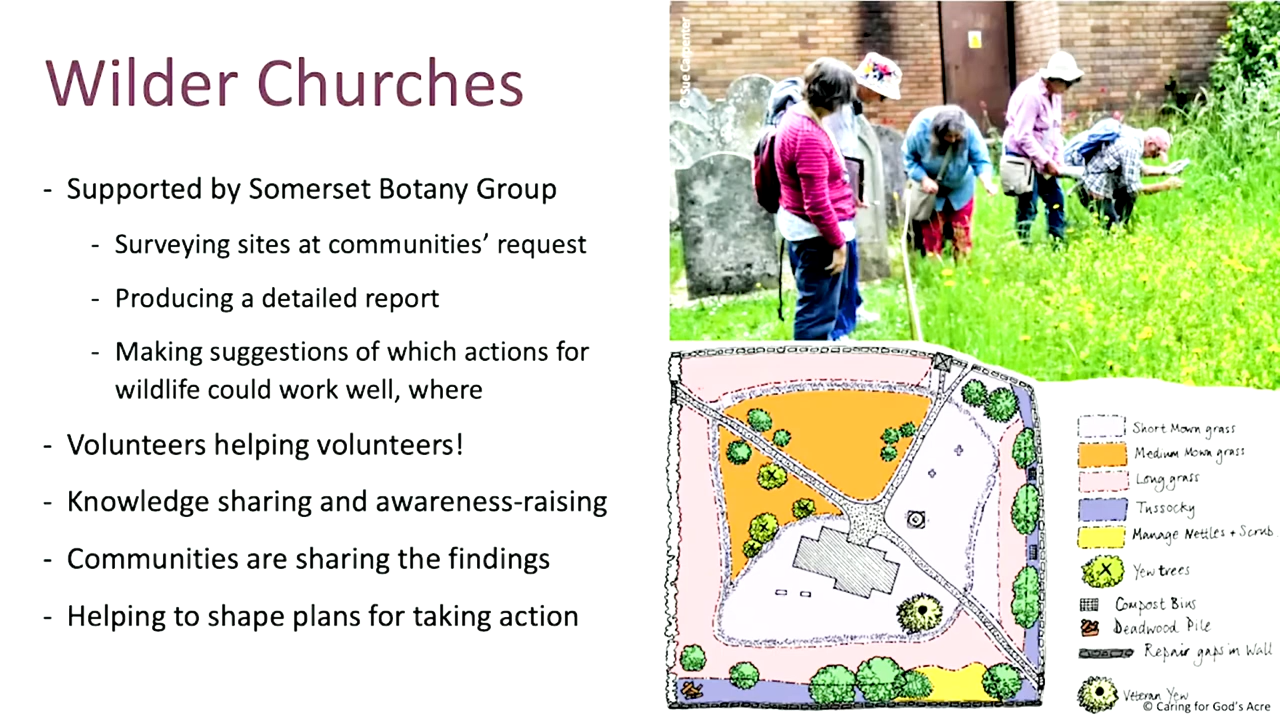 Wilder Churches
- Supported by Somerset Botany Group
- Surveying sites at communities’ request
- Producing a detailed report
- Making suggestions of which actions for
wildlife could work well, where
- Volunteers helping volunteers!
- Knowledge sharing and awareness-raising
- Communities are sharing the findings
- Helping to shape plans for taking action
© Sue Carpenter
Short Mown grass
Medium Mown grass
Long grass
Tussocky
Manage Nettles + Scrub
Yew trees
Compost Bins
Deadwood Pile
Repair gaps in Wall
Veteran Yew
© Caring for God's Acre